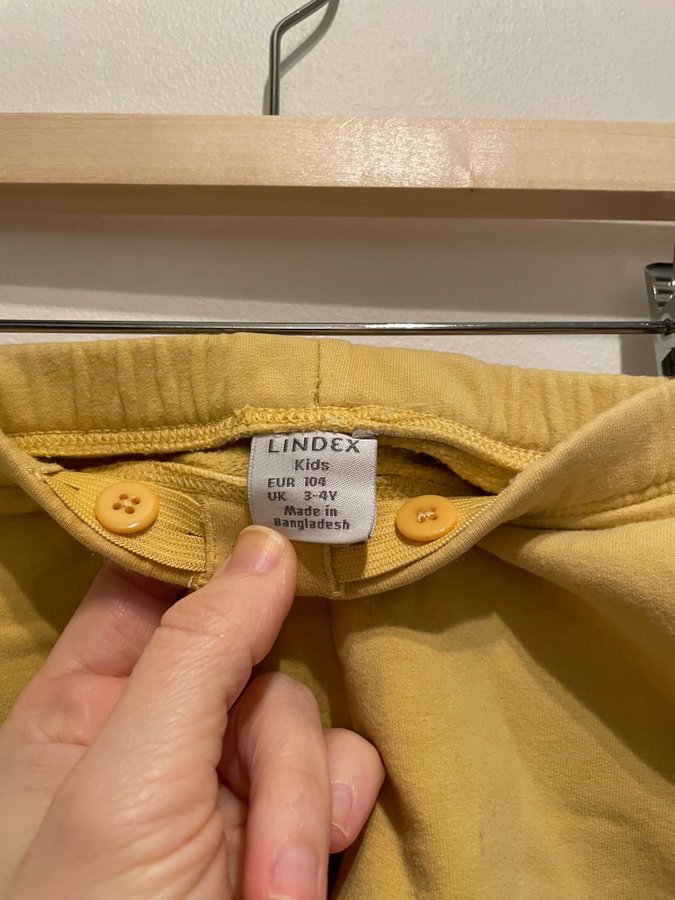 LINDEX
Kids
EUR 104
UK 3-4Y
Made in
Bangladesh